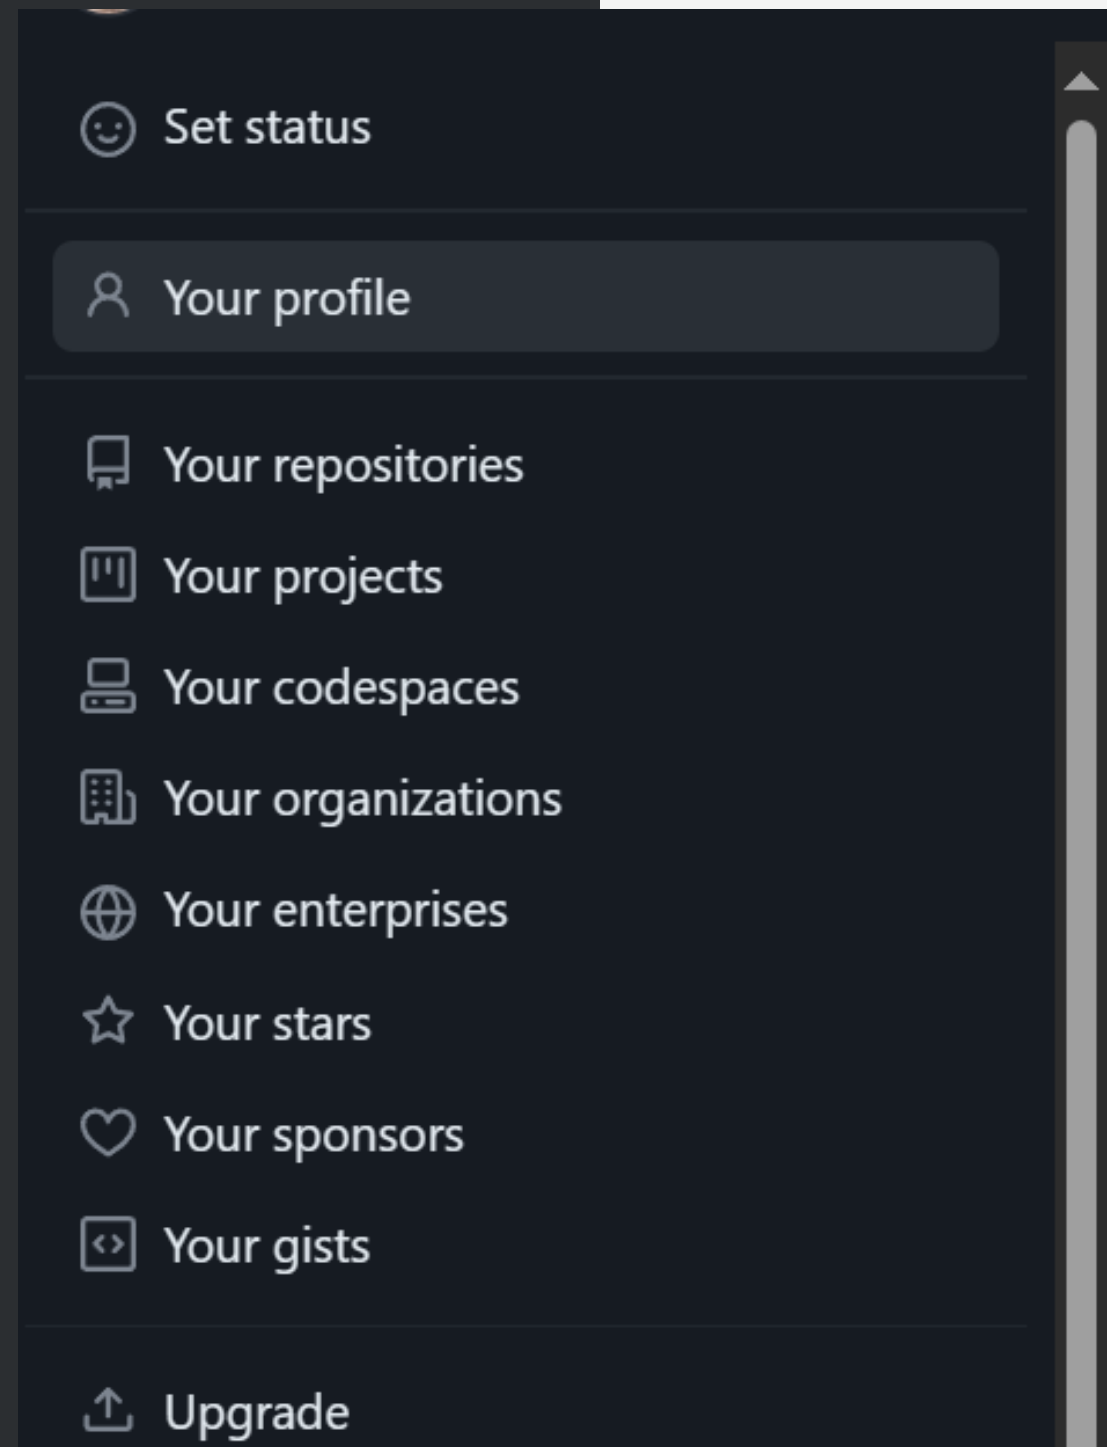 Set status
Your profile
Your repositories
Your projects
Your codespaces
Your organizations
Your enterprises
Your stars
Your sponsors
Your gists
Upgrade